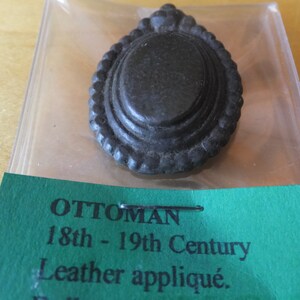 OTTOMAN
18th - 19th Century
Leather appliqué.